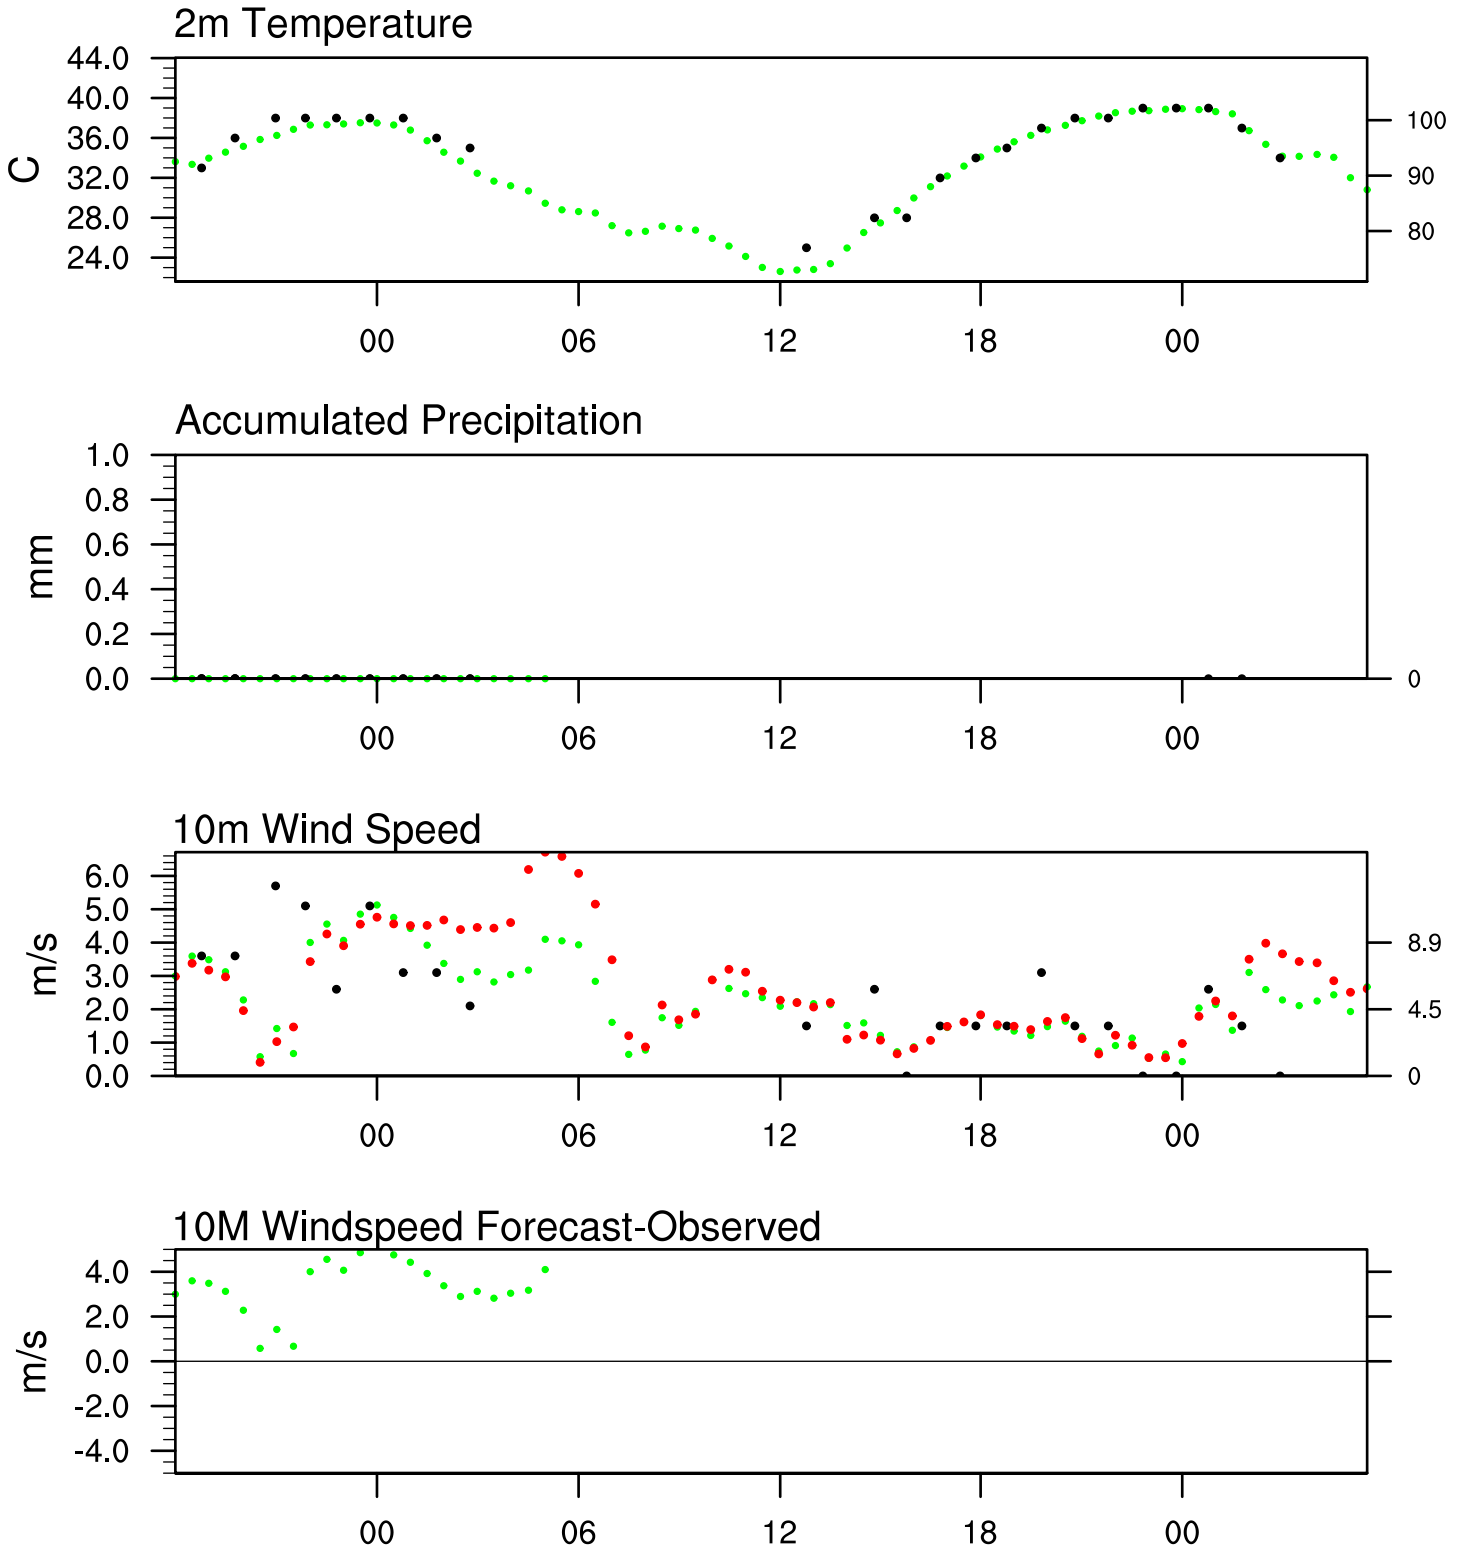 2m Temperature
44.0
40.0
36.0
32.0
28.0
24.0
C
100
90
80
00 06 12 18 00
Accumulated Precipitation
1.0
0.8
0.6
0.4
0.2
0.0
mm
0
00 06 12 18 00
10m Wind Speed
6.0
5.0
4.0
3.0
2.0
1.0
0.0
m/s
8.9
4.5
0
00 06 12 18 00
10M Windspeed Forecast-Observed
4.0
2.0
0.0
-2.0
-4.0
m/s
00 06 12 18 00